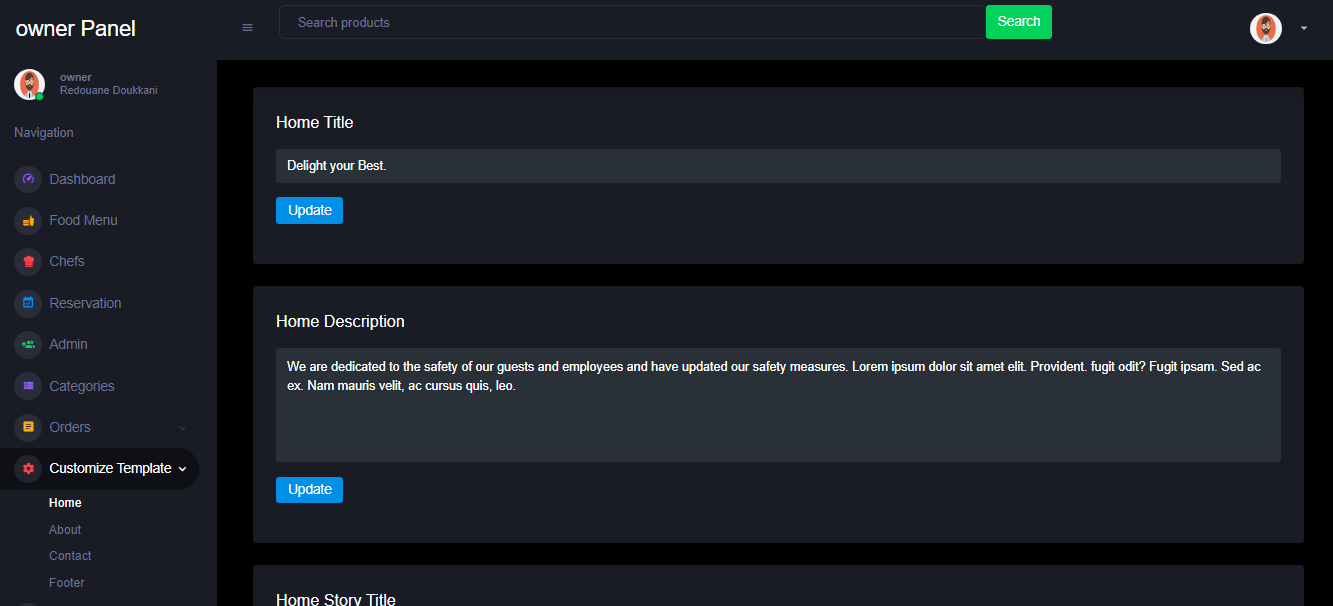 owner Panel
owner
Redouane Doukkani
Navigation
Dashboard
Food Menu
Chefs
Reservation
Admin
Categories
Orders
Customize Template
Home
About
Contact
Footer
Search products
Search
Home Title
Delight your Best.
Update
Home Description
We are dedicated to the safety of our guests and employees and have updated our safety measures. Lorem ipsum dolor sit amet elit. Provident. fugit odit? Fugit ipsam. Sed ac
ex. Nam mauris velit, ac cursus quis, leo.
Update
Home Story Title